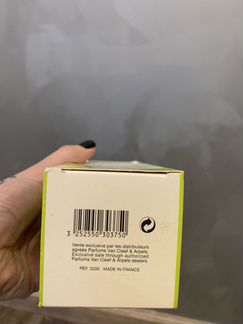 3 252550 303750
Vente exclusive par les distributeurs
agréés Parfums Van Cleef & Arpels.
Exclusive sale through authorized
Parfums Van Cleef & Arpels dealers.
RÉF. 3200 . MADE IN FRANCE